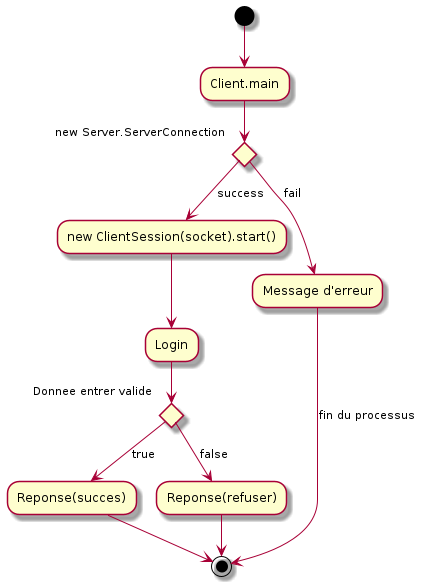 Client.main
new Server.ServerConnection
success
fail
new ClientSession(socket).start()
Message d'erreur
Login
Donnee entrer valide
fin du processus
true
false
Reponse(succes)
Reponse(refuser)